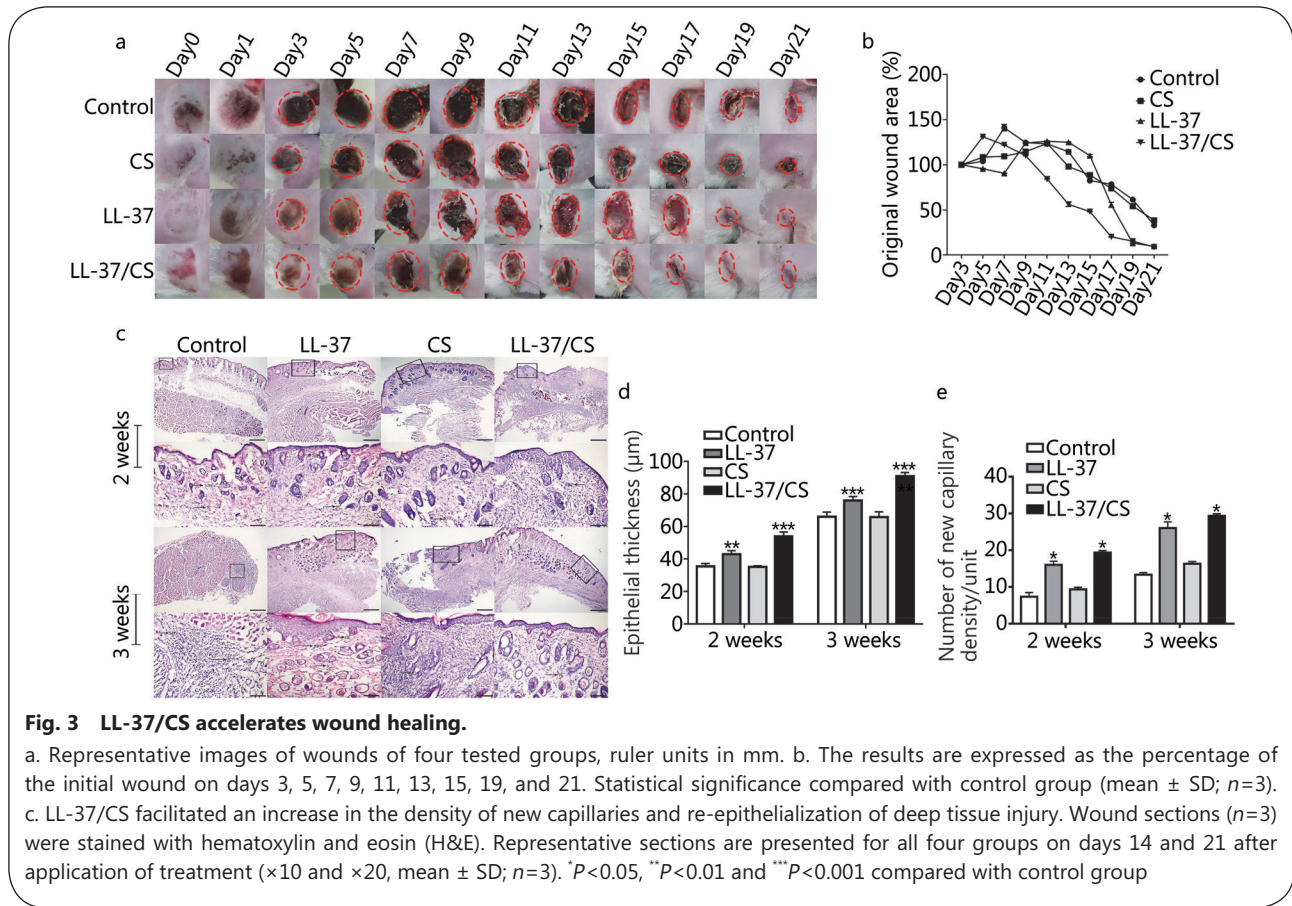 a
Day0 Day1 Day3 Day5 Day7 Day9 Day11 Day13 Day15 Day17 Day19 Day21
Control
CS
LL-37
LL-37/CS
b
Original wound area (%)
200
150
100
50
0
Day3 Day5 Day7 Day9 Day11 Day13 Day15 Day17 Day19 Day21
Control
CS
LL-37
LL-37/CS
c
Control LL-37 CS LL-37/CS
2 weeks
3 weeks
d
Epithelial thickness (μm)
100
80
60
40
20
0
Control
LL-37
CS
LL-37/CS
** *** *** *** **
2 weeks 3 weeks
e
Number of new capillary
density/unit
40
30
20
10
0
Control
LL-37
CS
LL-37/CS
* * * *
2 weeks 3 weeks
Fig. 3 LL-37/CS accelerates wound healing.
a. Representative images of wounds of four tested groups, ruler units in mm. b. The results are expressed as the percentage of
the initial wound on days 3, 5, 7, 9, 11, 13, 15, 19, and 21. Statistical significance compared with control group (mean ± SD; n=3).
c. LL-37/CS facilitated an increase in the density of new capillaries and re-epithelialization of deep tissue injury. Wound sections (n=3)
were stained with hematoxylin and eosin (H&E). Representative sections are presented for all four groups on days 14 and 21 after
application of treatment (×10 and ×20, mean ± SD; n=3). *P<0.05, **P<0.01 and ***P<0.001 compared with control group